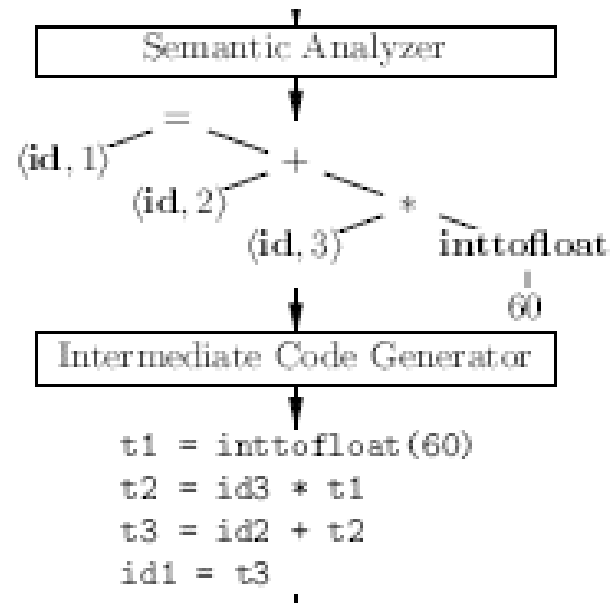 Semantic Analyzer
=
⟨id, 1⟩
+
⟨id, 2⟩
*
⟨id, 3⟩
inttofloat
60
Intermediate Code Generator
t1 = inttofloat(60)
t2 = id3 * t1
t3 = id2 + t2
id1 = t3